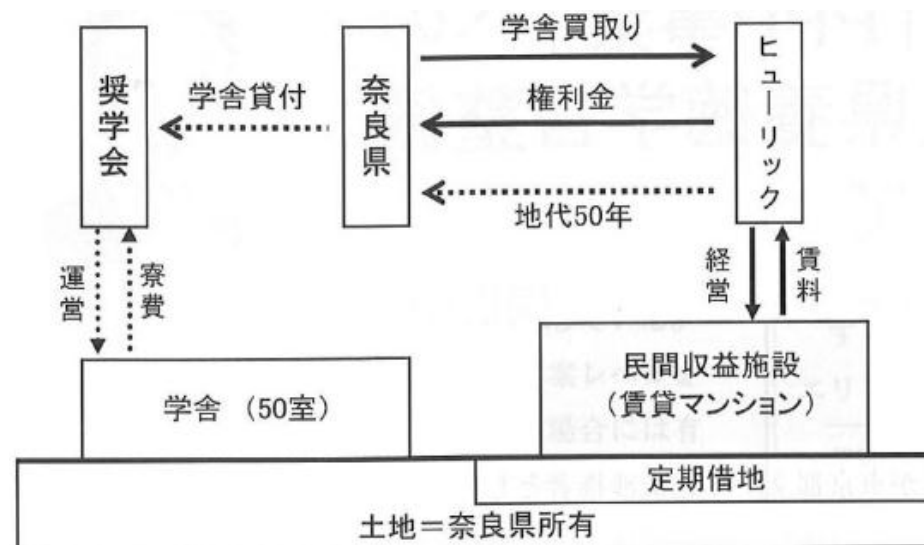 学舎買取り
奨学会
学舎貸付
奈良県
権利金
ヒューリック
地代50年
運営
寮費
経営
賃料
学舎 (50室)
民間収益施設
(賃貸マンション)
定期借地
土地＝奈良県所有